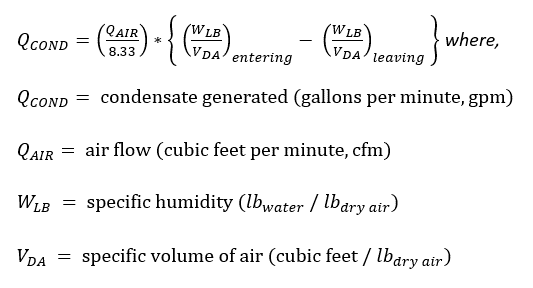 Q_COND = (Q_AIR / 8.33) * { (W_LB / V_DA)_entering − (W_LB / V_DA)_leaving } where,
Q_COND = condensate generated (gallons per minute, gpm)
Q_AIR = air flow (cubic feet per minute, cfm)
W_LB = specific humidity (lb_water / lb_dry air)
V_DA = specific volume of air (cubic feet / lb_dry air)